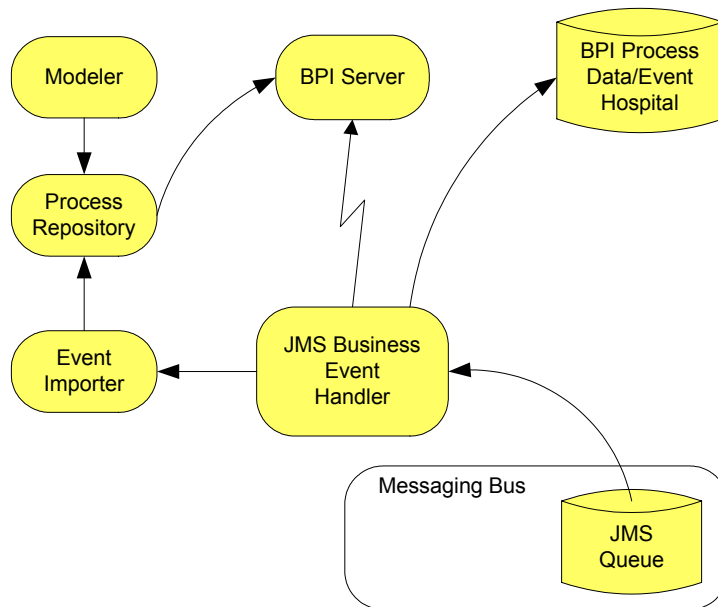 Modeler
BPI Server
BPI Process
Data/Event
Hospital
Process
Repository
Event
Importer
JMS Business
Event
Handler
Messaging Bus
JMS
Queue